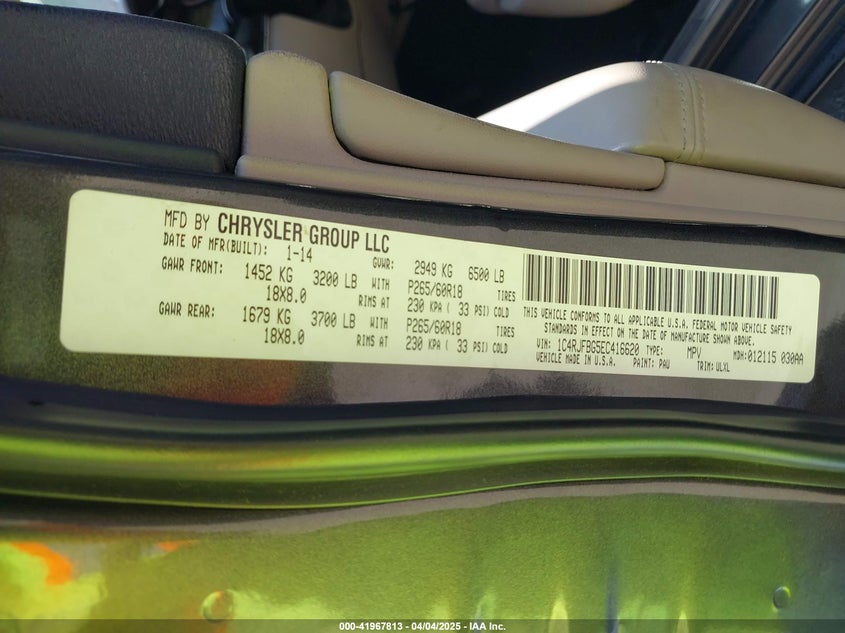 MFD BY CHRYSLER GROUP LLC
DATE OF MFR(BUILT): 1-14 GVWR: 2949 KG 6500 LB
GAWR FRONT: 1452 KG 3200 LB WITH P265/60R18 TIRES
18X8.0 RIMS AT 230 KPA ( 33 PSI) COLD
GAWR REAR: 1679 KG 3700 LB WITH P265/60R18 TIRES
18X8.0 RIMS AT 230 KPA ( 33 PSI) COLD
THIS VEHICLE CONFORMS TO ALL APPLICABLE U.S.A. FEDERAL MOTOR VEHICLE SAFETY
STANDARDS IN EFFECT ON THE DATE OF MANUFACTURE SHOWN ABOVE.
VIN: 1C4RJFBG5EC416620 TYPE: MPV MDH:012115 030AA
VEHICLE MADE IN U.S.A. PAINT: PAU TRIM: ULXL
000-41967813 - 04/04/2025 - IAA Inc.